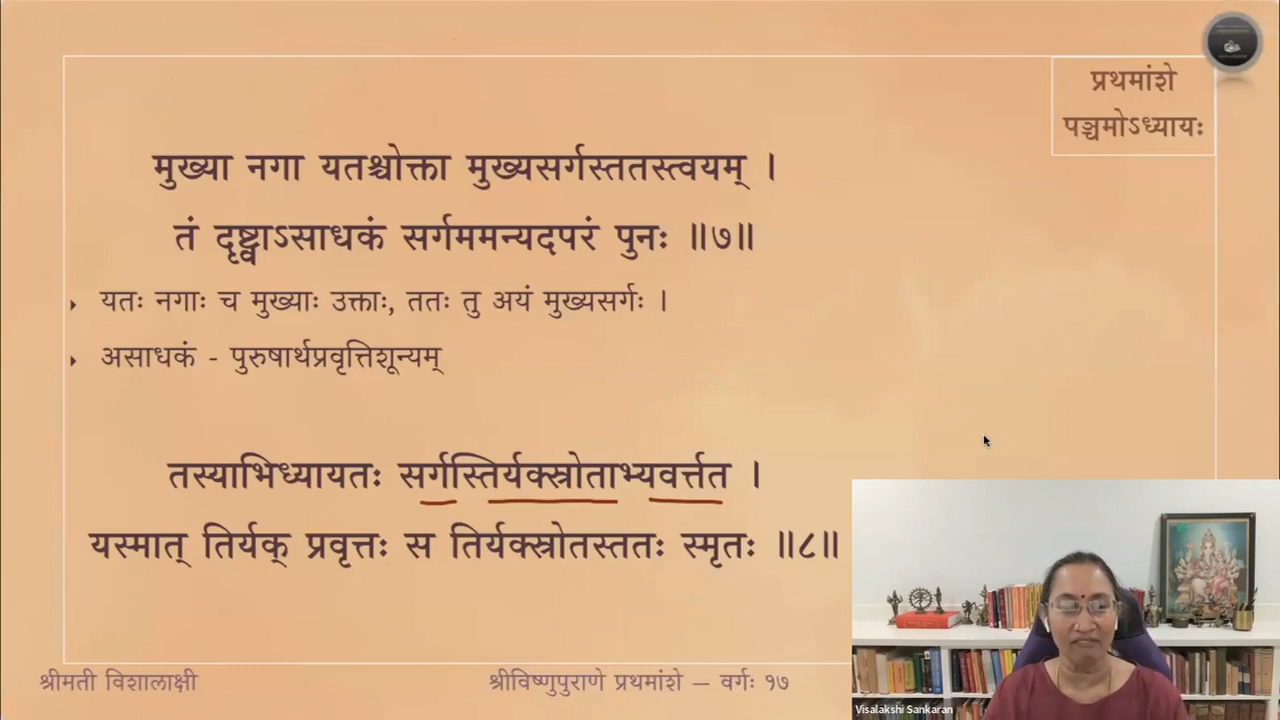 प्रथमांशे
पञ्चमोऽध्यायः
मुख्या नगा यतश्चोक्ता मुख्यसर्गस्ततस्त्वयम् ।
तं दृष्ट्वाऽसाधकं सर्गममन्यदपरं पुनः ॥७॥
यतः नगाः च मुख्याः उक्ताः, ततः तु अयं मुख्यसर्गः ।
असाधकं - पुरुषार्थप्रवृत्तिशून्यम्
तस्याभिध्यायतः सर्गस्तिर्यक्स्रोताभ्यवर्त्तत ।
यस्मात् तिर्यक् प्रवृत्तः स तिर्यक्स्रोतस्ततः स्मृतः ॥८॥
श्रीमती विशालाक्षी
श्रीविष्णुपुराणे प्रथमांशे – वर्गः १७
Visalakshi Sankaran